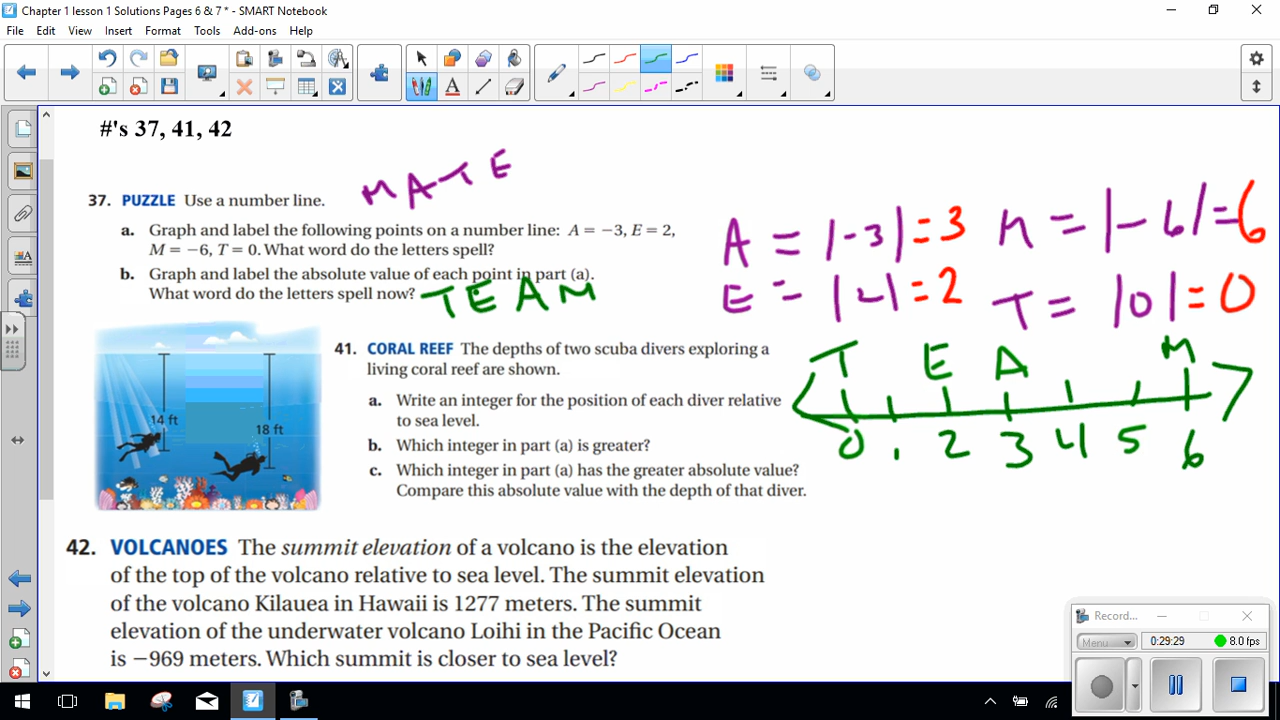 Chapter 1 lesson 1 Solutions Pages 6 & 7 * - SMART Notebook
File Edit View Insert Format Tools Add-ons Help
#'s 37, 41, 42
MATE
37. PUZZLE Use a number line.
a. Graph and label the following points on a number line: A = −3, E = 2,
M = −6, T = 0. What word do the letters spell?
b. Graph and label the absolute value of each point in part (a).
What word do the letters spell now? TEAM
A = |-3| = 3 M = |-6| = 6
E = |2| = 2 T = |0| = 0
T E A M
0 1 2 3 4 5 6
14 ft
18 ft
41. CORAL REEF The depths of two scuba divers exploring a
living coral reef are shown.
a. Write an integer for the position of each diver relative
to sea level.
b. Which integer in part (a) is greater?
c. Which integer in part (a) has the greater absolute value?
Compare this absolute value with the depth of that diver.
42. VOLCANOES The summit elevation of a volcano is the elevation
of the top of the volcano relative to sea level. The summit elevation
of the volcano Kilauea in Hawaii is 1277 meters. The summit
elevation of the underwater volcano Loihi in the Pacific Ocean
is −969 meters. Which summit is closer to sea level?
Record...
Menu 0:29:29 8.0 fps